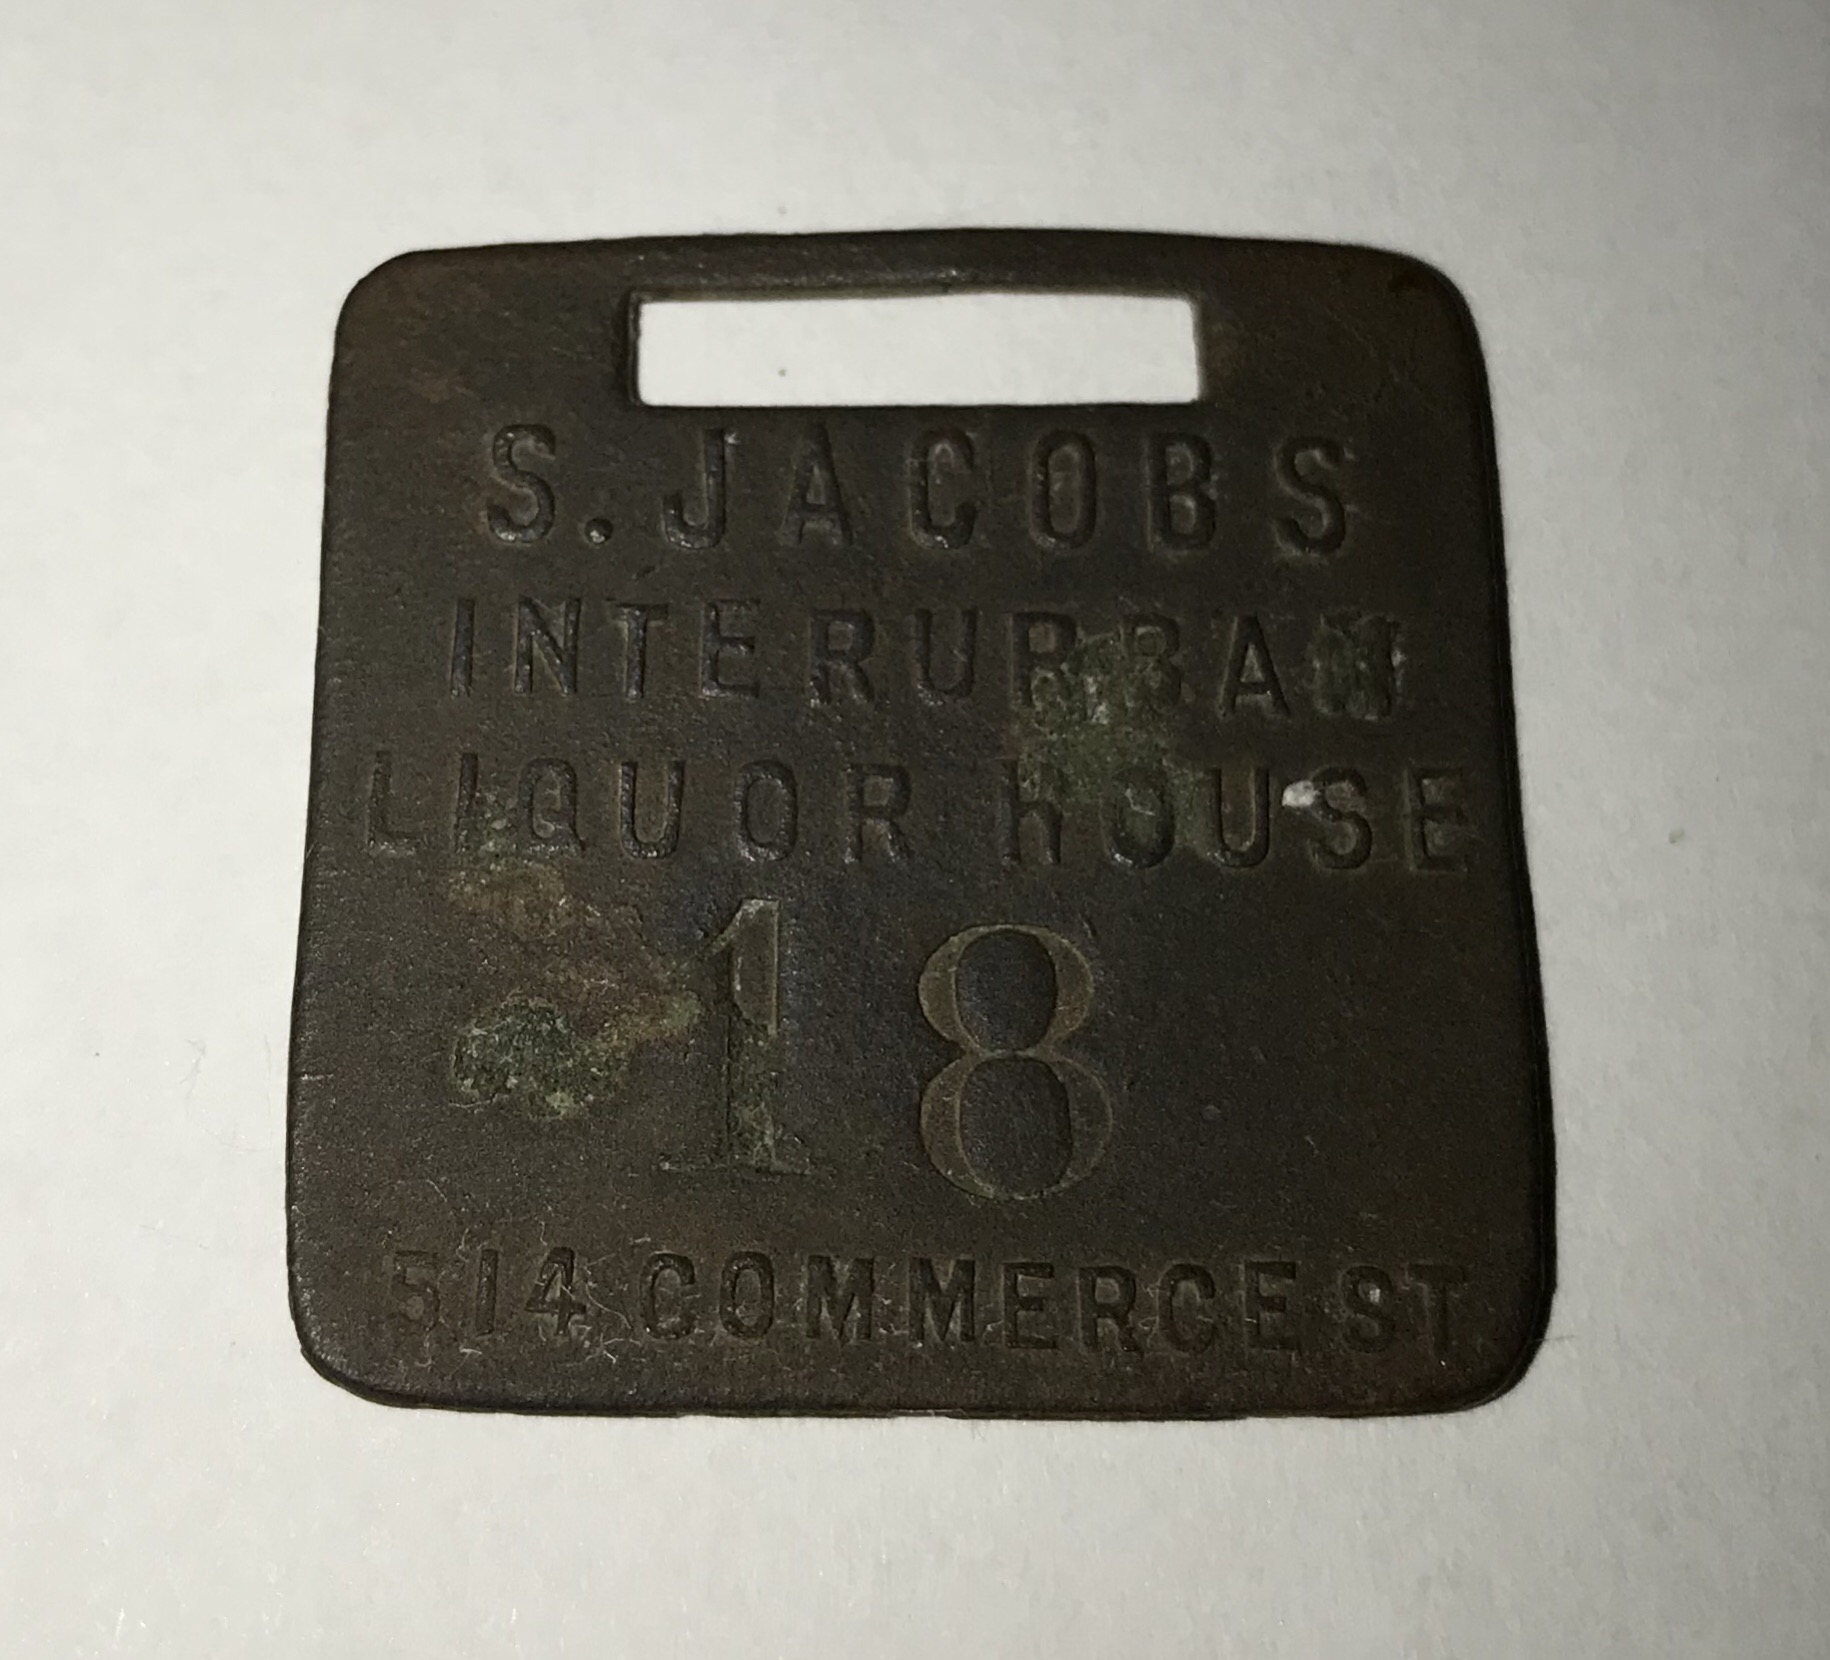 S. JACOBS
INTERURBAN
LIQUOR HOUSE
18
514 COMMERCE ST